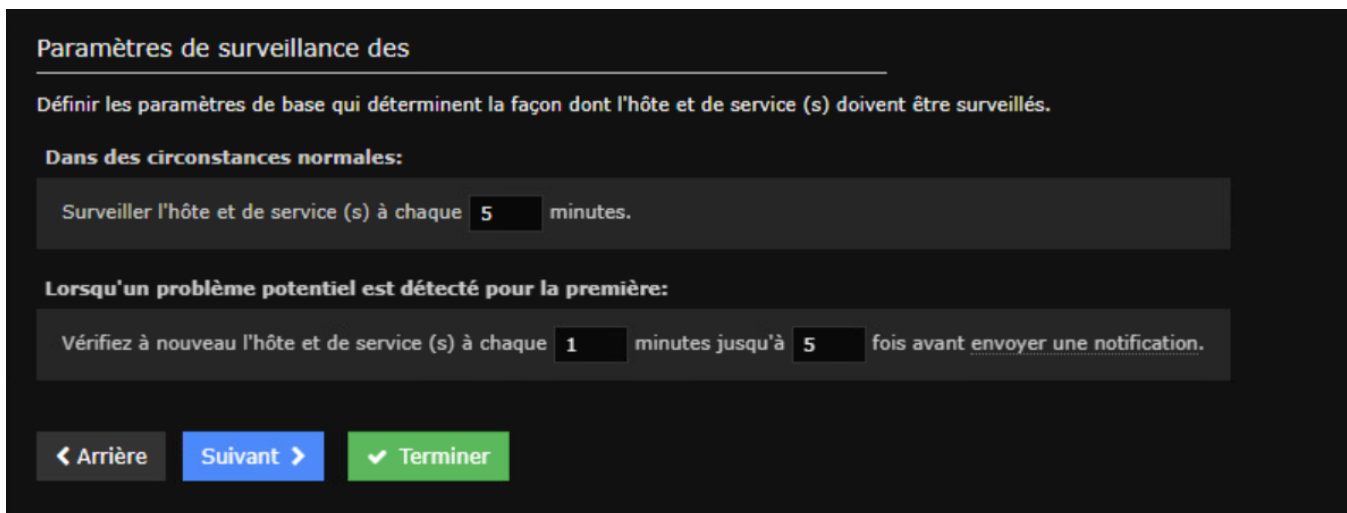 Paramètres de surveillance des
Définir les paramètres de base qui déterminent la façon dont l'hôte et de service (s) doivent être surveillés.
Dans des circonstances normales:
Surveiller l'hôte et de service (s) à chaque 5 minutes.
Lorsqu'un problème potentiel est détecté pour la première:
Vérifiez à nouveau l'hôte et de service (s) à chaque 1 minutes jusqu'à 5 fois avant envoyer une notification.
Arrière Suivant Terminer